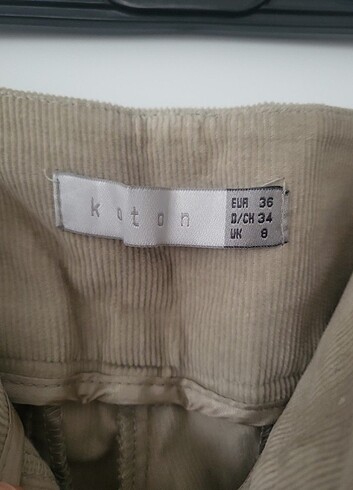 koton
EUR 36
D/CH 34
UK 8